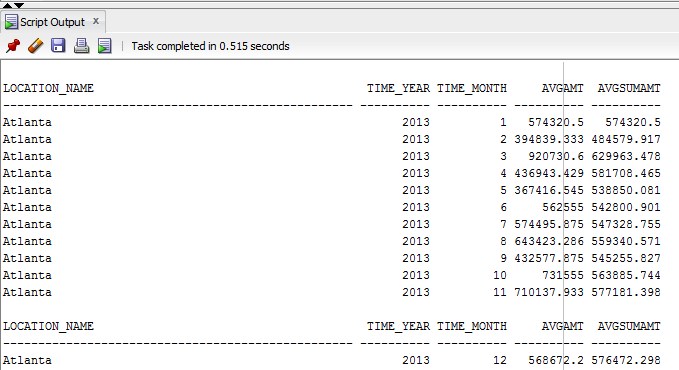 Script Output x
Task completed in 0.515 seconds
LOCATION_NAME TIME_YEAR TIME_MONTH AVGAMT AVGSUMAMT
-------------------------------------------------- ---------- ---------- ---------- ----------
Atlanta 2013 1 574320.5 574320.5
Atlanta 2013 2 394839.333 484579.917
Atlanta 2013 3 920730.6 629963.478
Atlanta 2013 4 436943.429 581708.465
Atlanta 2013 5 367416.545 538850.081
Atlanta 2013 6 562555 542800.901
Atlanta 2013 7 574495.875 547328.755
Atlanta 2013 8 643423.286 559340.571
Atlanta 2013 9 432577.875 545255.827
Atlanta 2013 10 731555 563885.744
Atlanta 2013 11 710137.933 577181.398
LOCATION_NAME TIME_YEAR TIME_MONTH AVGAMT AVGSUMAMT
-------------------------------------------------- ---------- ---------- ---------- ----------
Atlanta 2013 12 568672.2 576472.298